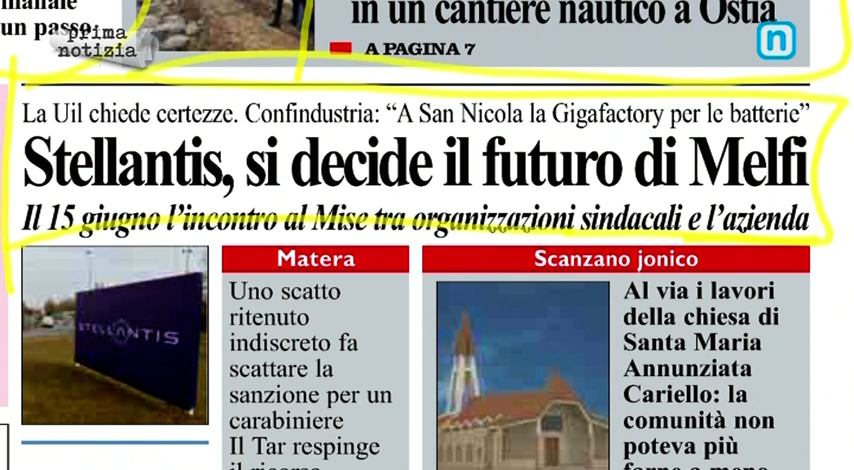 in un cantiere nautico a Ostia
un passo
prima
notizia
n
A PAGINA 7
La Uil chiede certezze. Confindustria: “A San Nicola la Gigafactory per le batterie”
Stellantis, si decide il futuro di Melfi
Il 15 giugno l’incontro al Mise tra organizzazioni sindacali e l’azienda
STELLANTIS
Matera
Uno scatto
ritenuto
indiscreto fa
scattare la
sanzione per un
carabiniere
Il Tar respinge
il ricorso
Scanzano jonico
Al via i lavori
della chiesa di
Santa Maria
Annunziata
Cariello: la
comunità non
poteva più